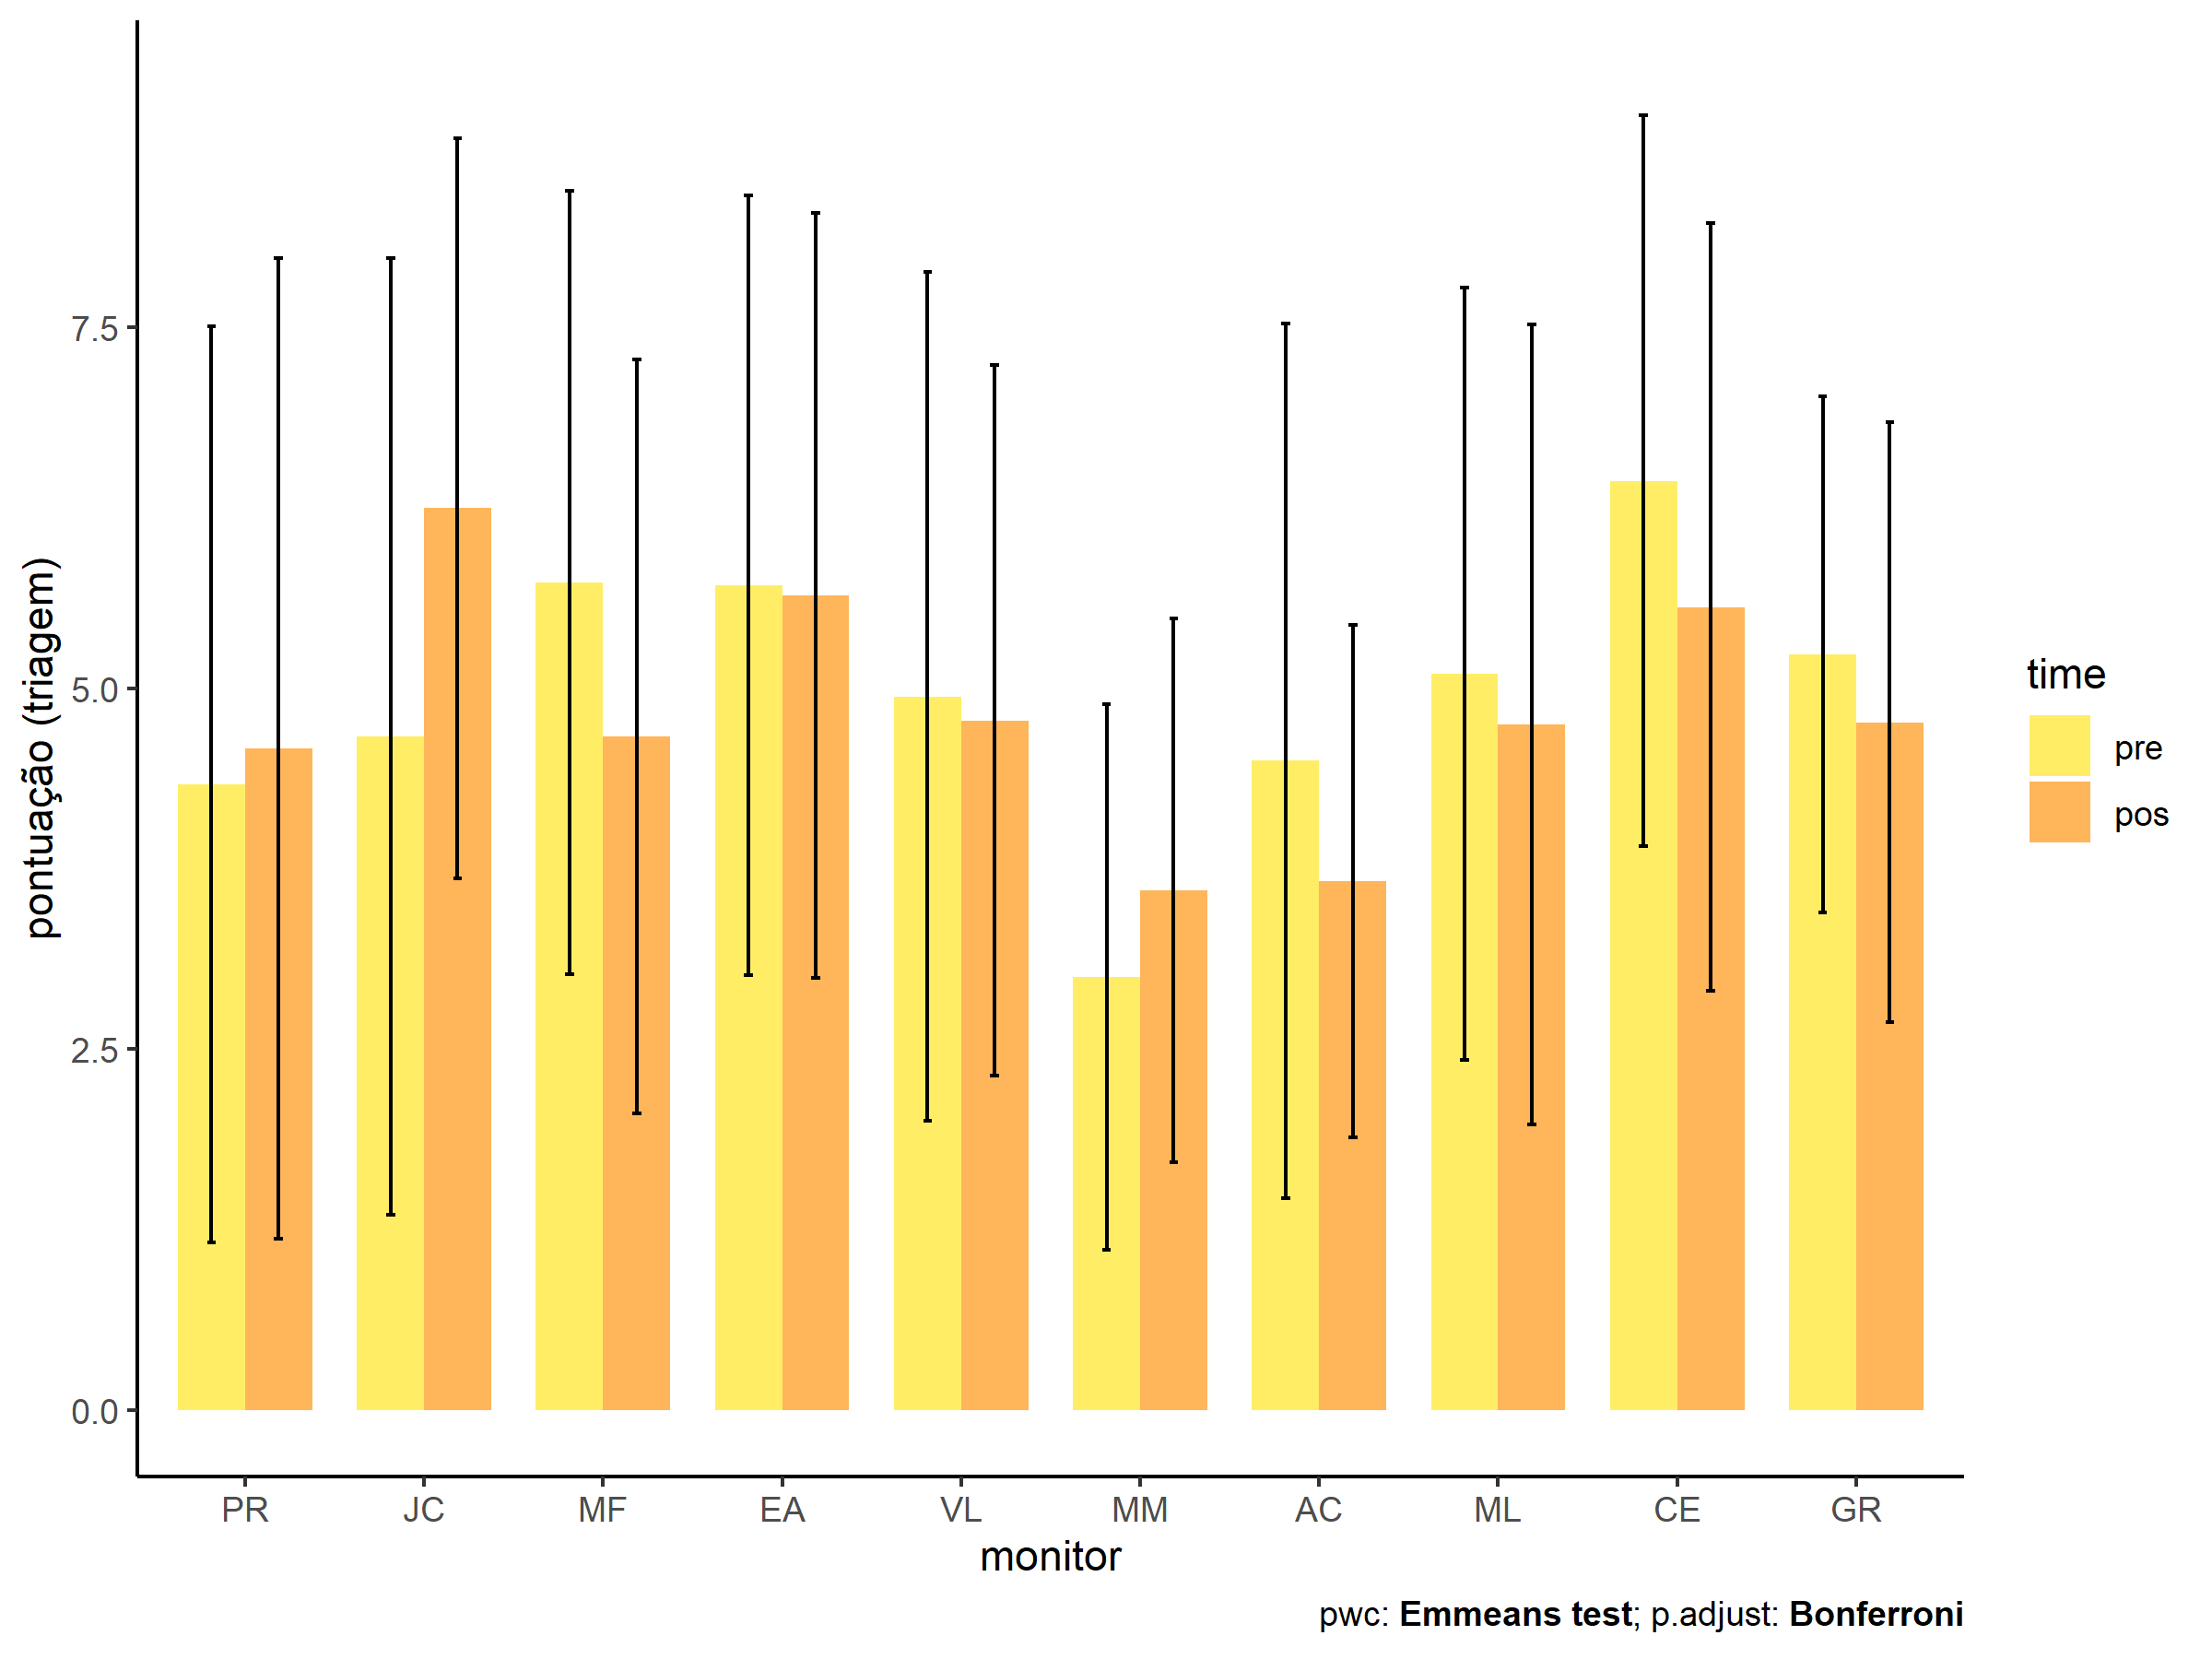 pontuação (triagem)
7.5
5.0
2.5
0.0
PR JC MF EA VL MM AC ML CE GR
monitor
time
pre
pos
pwc: Emmeans test; p.adjust: Bonferroni